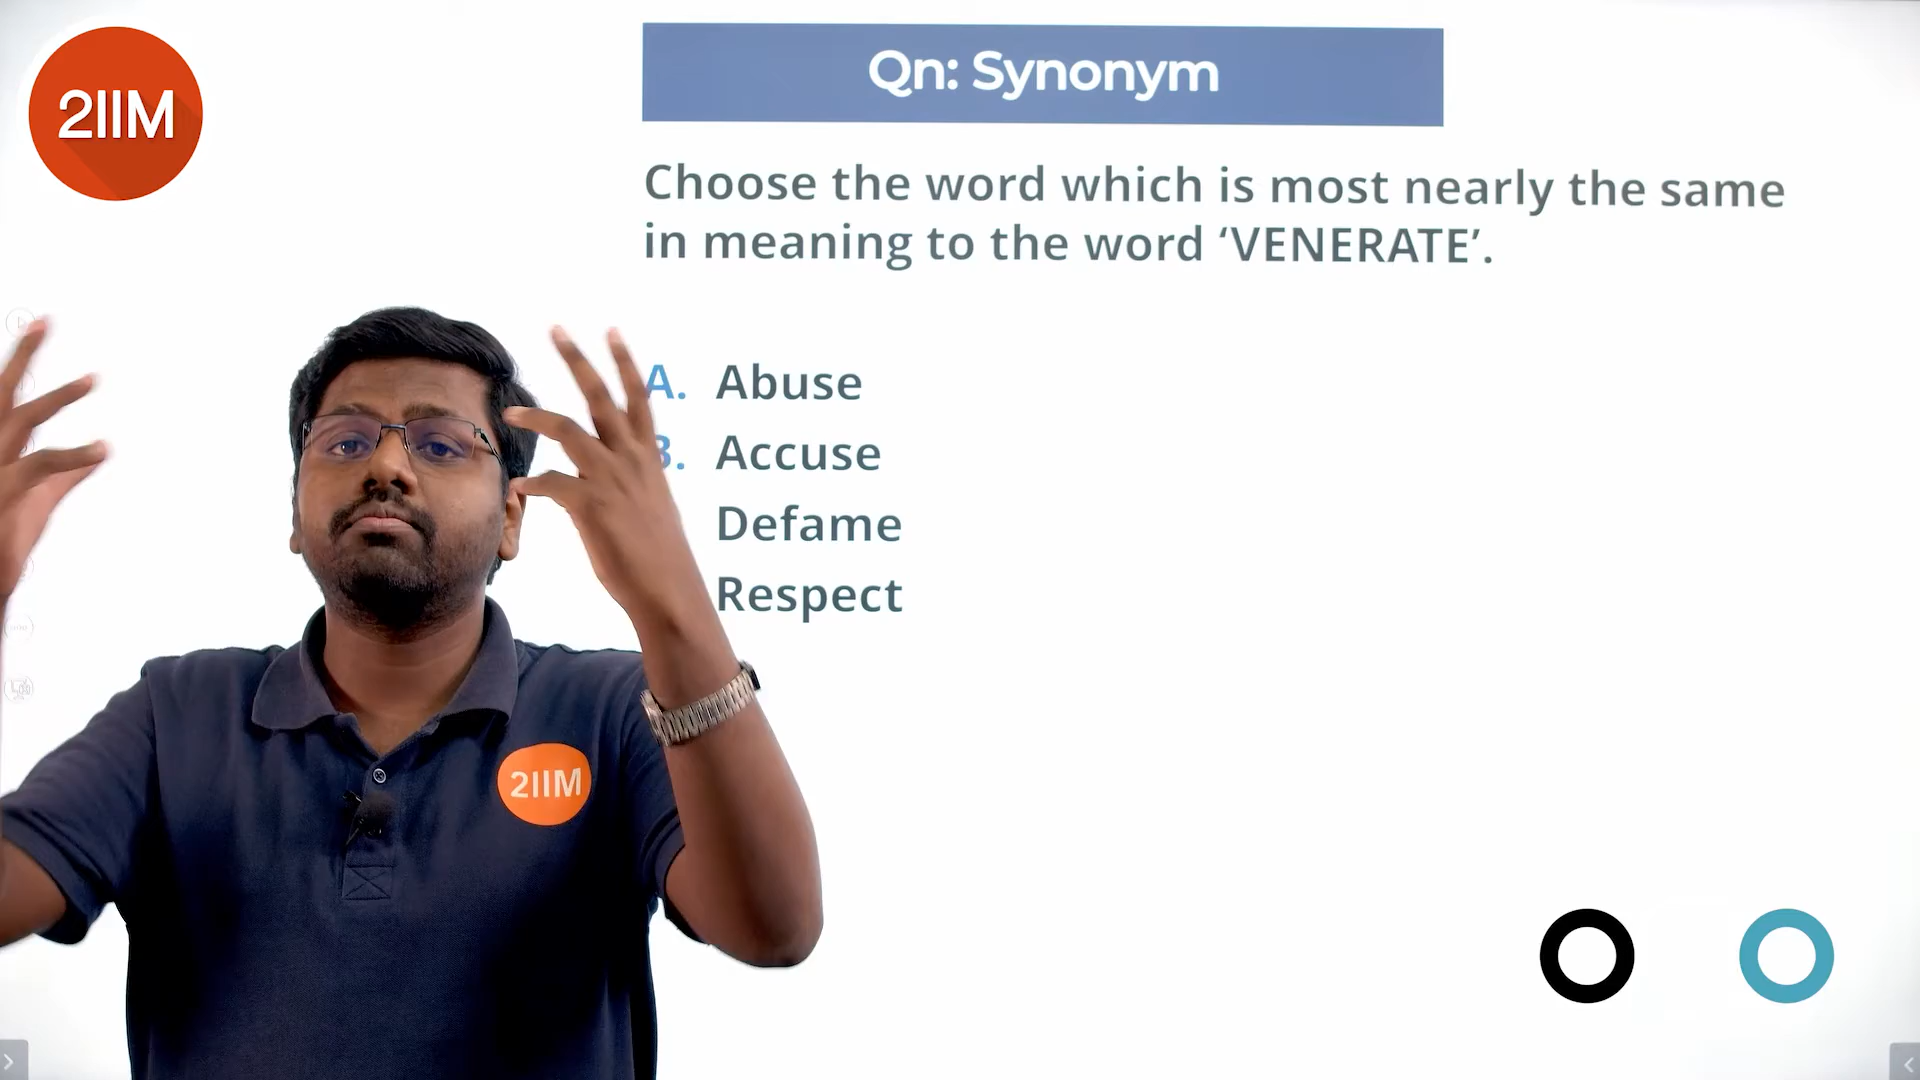 2IIM
Qn: Synonym
Choose the word which is most nearly the same
in meaning to the word ‘VENERATE’.
A. Abuse
B. Accuse
Defame
Respect
2IIM